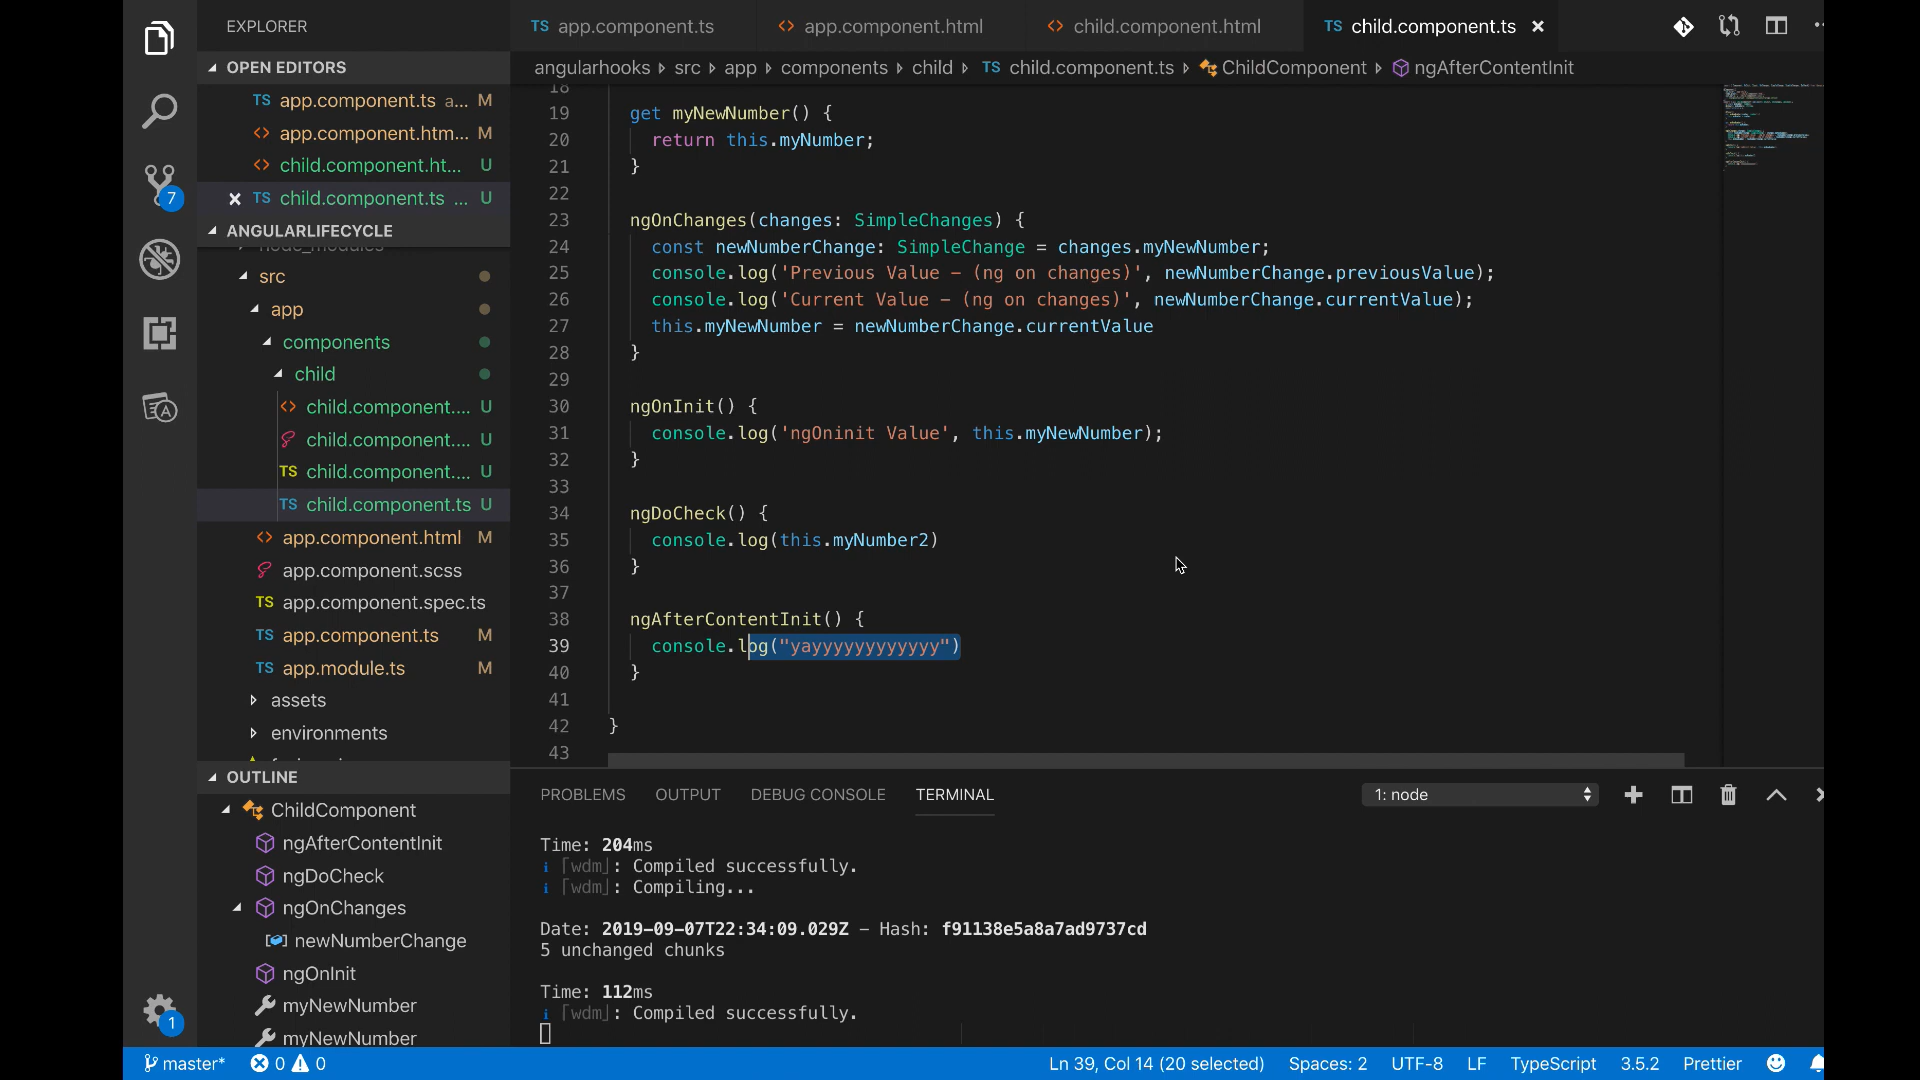 EXPLORER
TS app.component.ts
<> app.component.html
<> child.component.html
TS child.component.ts ×
OPEN EDITORS
TS app.component.ts a... M
<> app.component.htm... M
<> child.component.ht... U
× TS child.component.ts ... U
ANGULARLIFECYCLE
node_modules
src
app
components
child
<> child.component.... U
child.component.... U
TS child.component.... U
TS child.component.ts U
<> app.component.html M
app.component.scss
TS app.component.spec.ts
TS app.component.ts M
TS app.module.ts M
assets
environments
OUTLINE
ChildComponent
ngAfterContentInit
ngDoCheck
ngOnChanges
newNumberChange
ngOnInit
myNewNumber
myNewNumber
7
1
angularhooks › src › app › components › child › TS child.component.ts › ChildComponent › ngAfterContentInit
18
19 get myNewNumber() {
20 return this.myNumber;
21 }
22
23 ngOnChanges(changes: SimpleChanges) {
24 const newNumberChange: SimpleChange = changes.myNewNumber;
25 console.log('Previous Value – (ng on changes)', newNumberChange.previousValue);
26 console.log('Current Value – (ng on changes)', newNumberChange.currentValue);
27 this.myNewNumber = newNumberChange.currentValue
28 }
29
30 ngOnInit() {
31 console.log('ngOninit Value', this.myNewNumber);
32 }
33
34 ngDoCheck() {
35 console.log(this.myNumber2)
36 }
37
38 ngAfterContentInit() {
39 console.log("yayyyyyyyyyyyy")
40 }
41
42 }
43
PROBLEMS OUTPUT DEBUG CONSOLE TERMINAL
1: node
Time: 204ms
i ｢wdm｣: Compiled successfully.
i ｢wdm｣: Compiling...
Date: 2019-09-07T22:34:09.029Z – Hash: f91138e5a8a7ad9737cd
5 unchanged chunks
Time: 112ms
i ｢wdm｣: Compiled successfully.
master* 0 0 Ln 39, Col 14 (20 selected) Spaces: 2 UTF-8 LF TypeScript 3.5.2 Prettier